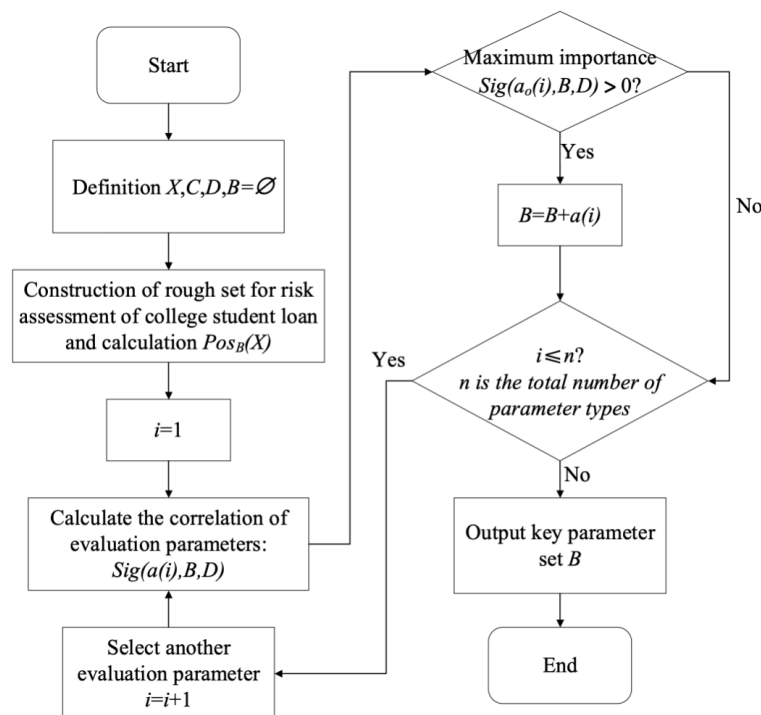 Start
Definition X,C,D,B=∅
Construction of rough set for risk
assessment of college student loan
and calculation PosB(X)
i=1
Calculate the correlation of
evaluation parameters:
Sig(a(i),B,D)
Select another
evaluation parameter
i=i+1
Maximum importance
Sig(ao(i),B,D) > 0?
Yes
No
B=B+a(i)
i≤n?
n is the total number of
parameter types
Yes
No
Output key parameter
set B
End